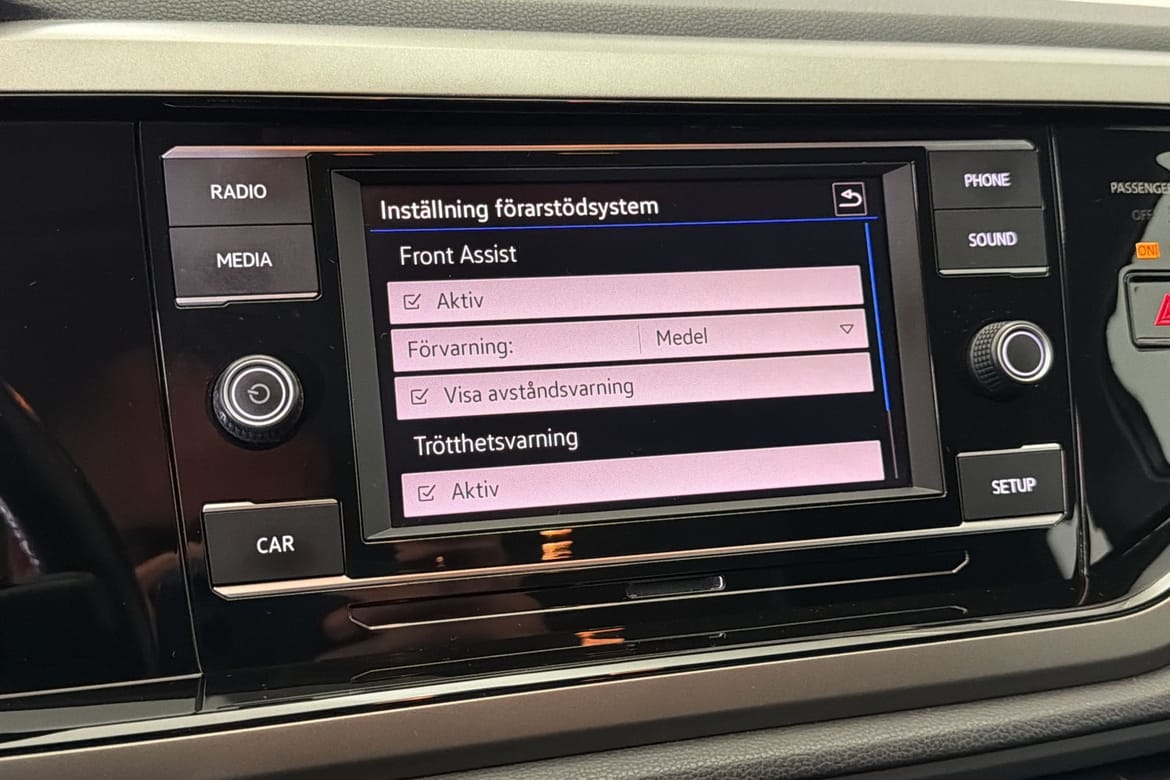 RADIO
MEDIA
CAR
Inställning förarstödsystem
Front Assist
Aktiv
Förvarning: Medel
Visa avståndsvarning
Trötthetsvarning
Aktiv
PHONE
SOUND
SETUP
PASSENGE
OFF
ON